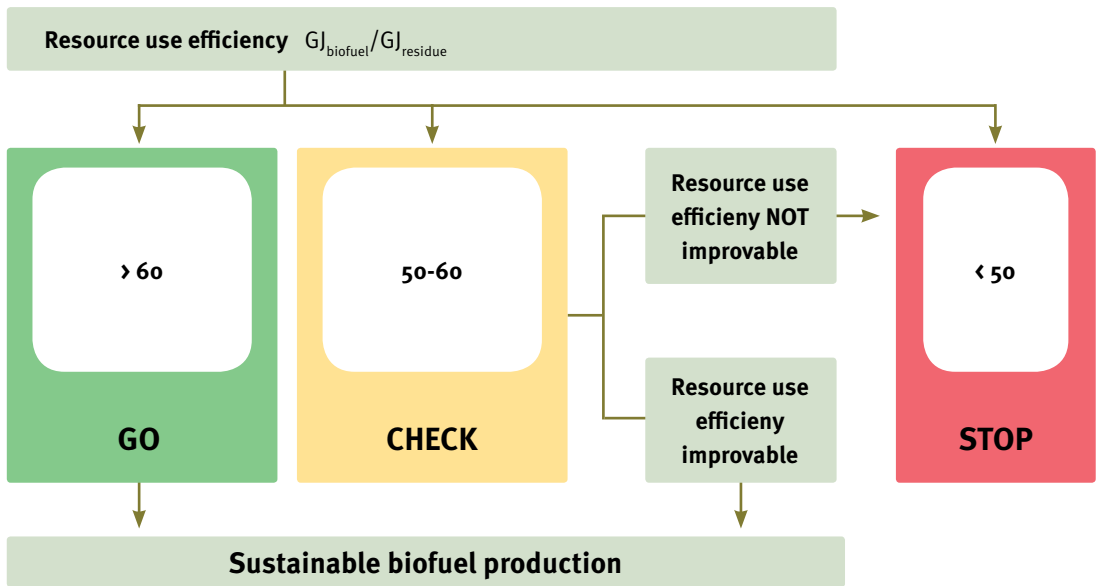 Resource use efficiency GJbiofuel/GJresidue
> 60
GO
50-60
CHECK
Resource use
efficieny NOT
improvable
Resource use
efficieny
improvable
< 50
STOP
Sustainable biofuel production